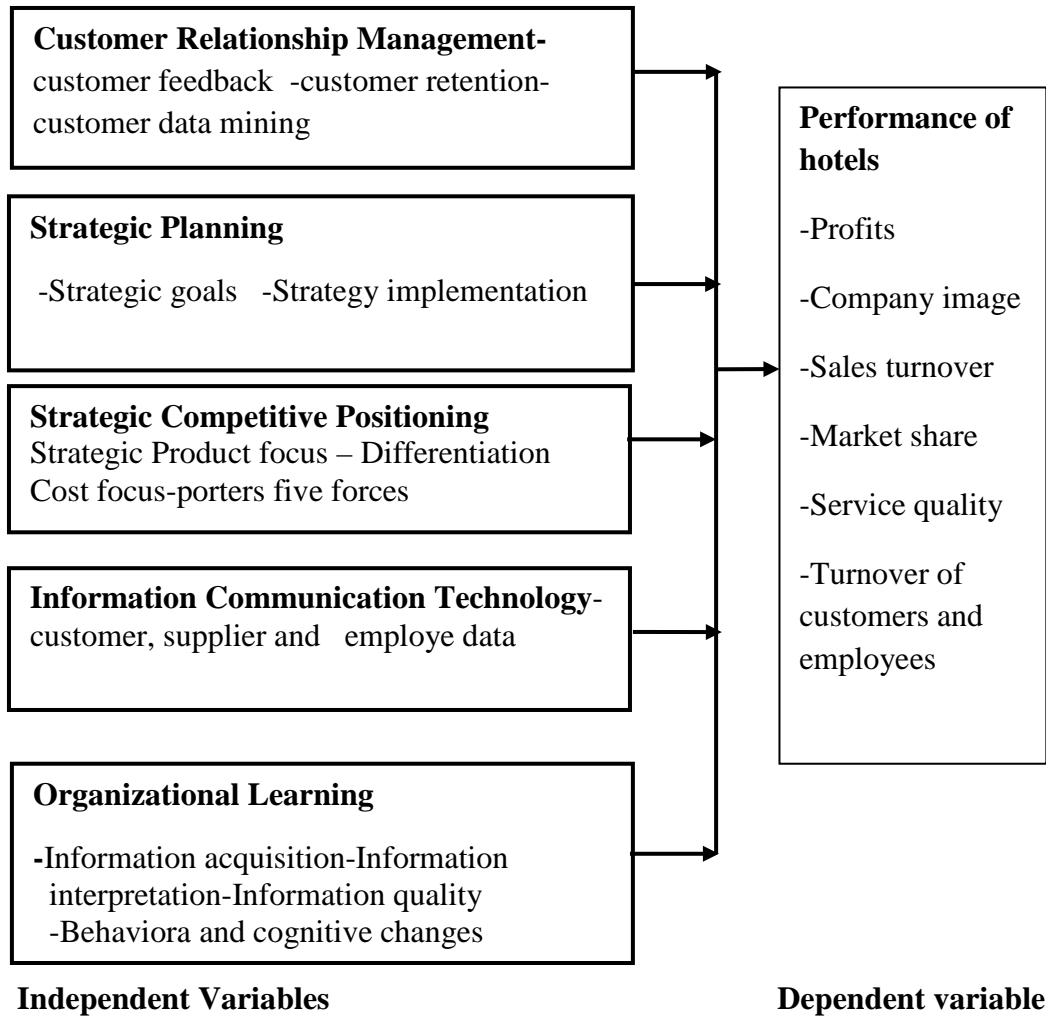 Customer Relationship Management-
customer feedback -customer retention-
customer data mining
Strategic Planning
-Strategic goals -Strategy implementation
Strategic Competitive Positioning
Strategic Product focus – Differentiation
Cost focus-porters five forces
Information Communication Technology-
customer, supplier and employe data
Organizational Learning
-Information acquisition-Information
interpretation-Information quality
-Behaviora and cognitive changes
Independent Variables
Performance of
hotels
-Profits
-Company image
-Sales turnover
-Market share
-Service quality
-Turnover of
customers and
employees
Dependent variable